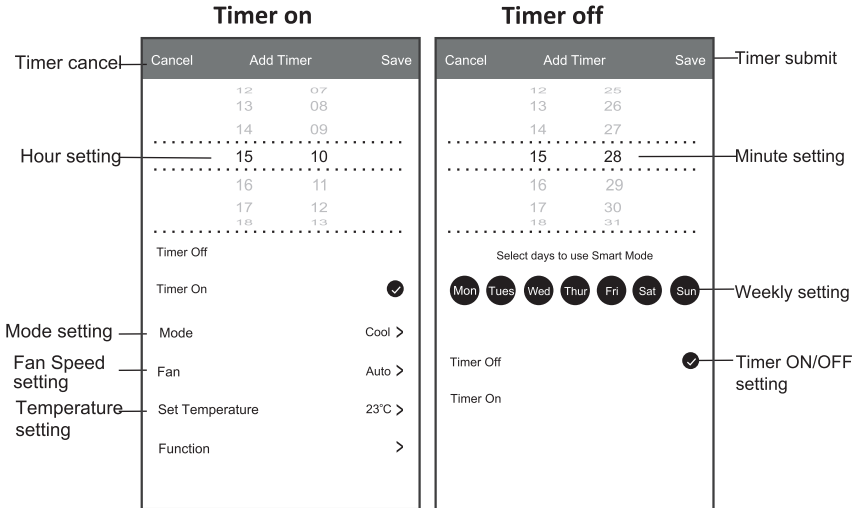 Timer on
Timer off
Timer cancel
Cancel Add Timer Save
12 07
13 08
14 09
Hour setting
15 10
16 11
17 12
18 13
Timer Off
Timer On
Mode setting
Mode Cool >
Fan Speed
setting
Fan Auto >
Temperature
setting
Set Temperature 23°C >
Function >
Cancel Add Timer Save
Timer submit
12 25
13 26
14 27
15 28
Minute setting
16 29
17 30
18 31
Select days to use Smart Mode
Mon Tues Wed Thur Fri Sat Sun
Weekly setting
Timer Off
Timer ON/OFF
setting
Timer On